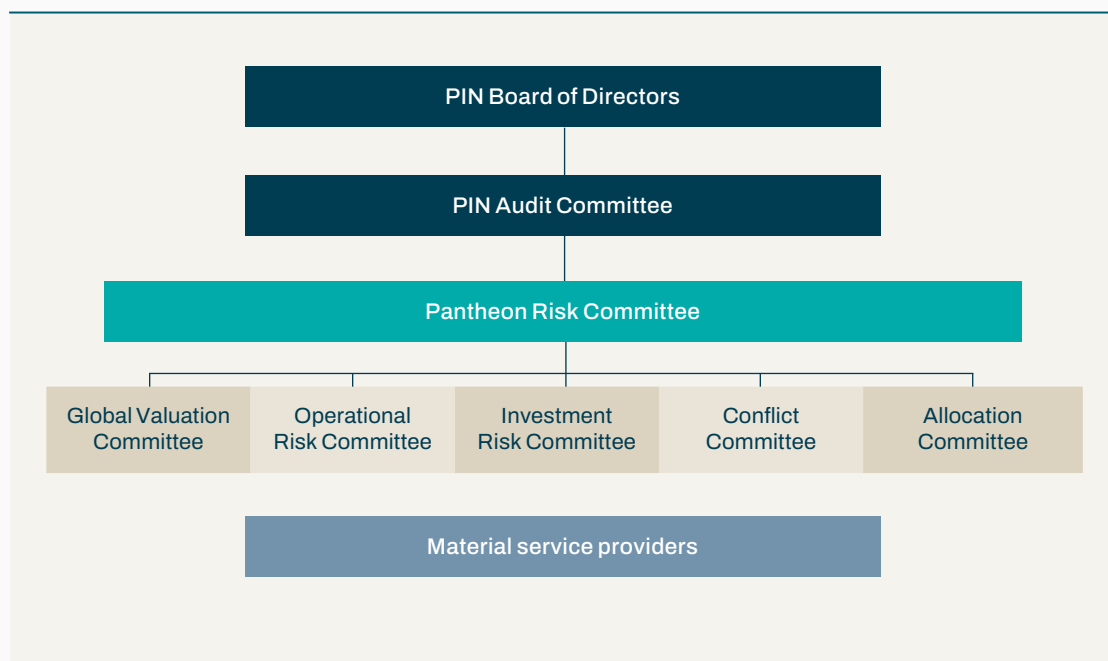 PIN Board of Directors
PIN Audit Committee
Pantheon Risk Committee
Global Valuation
Committee
Operational
Risk Committee
Investment
Risk Committee
Conflict
Committee
Allocation
Committee
Material service providers